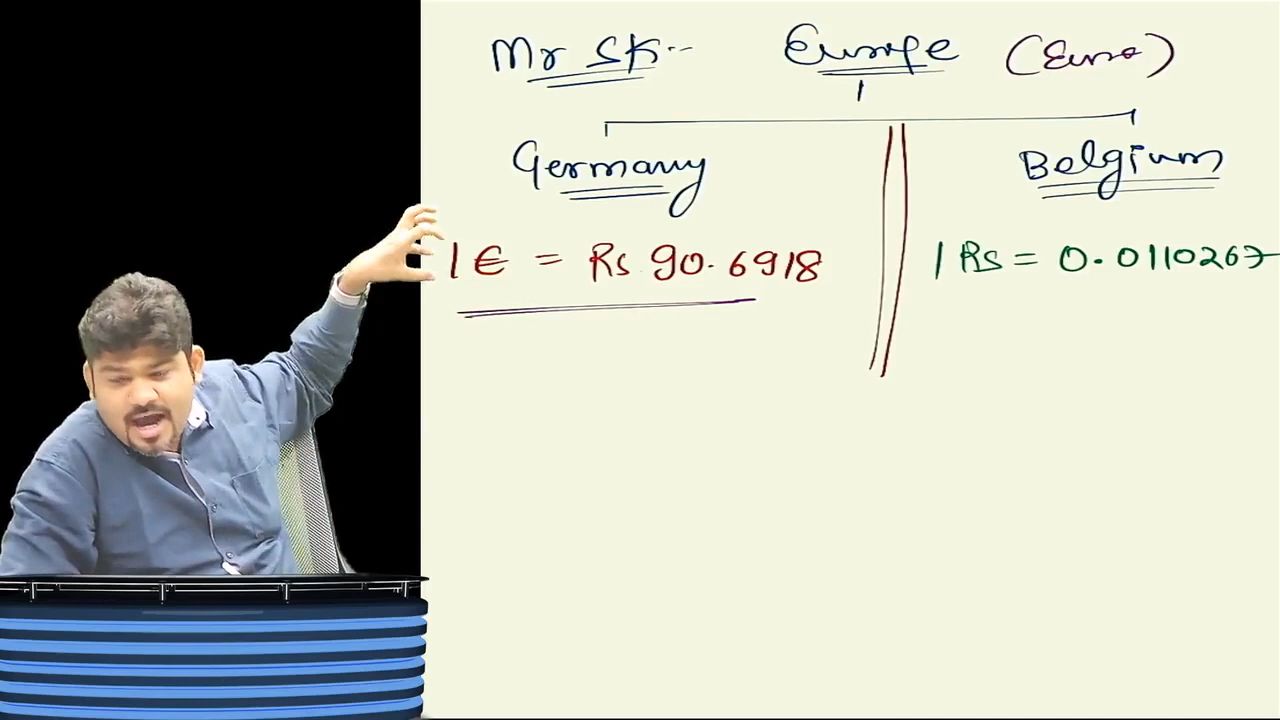 Mr SK-- Europe (Euro)
Germany Belgium
1 € = Rs 90.6918 1 Rs = 0.0110267